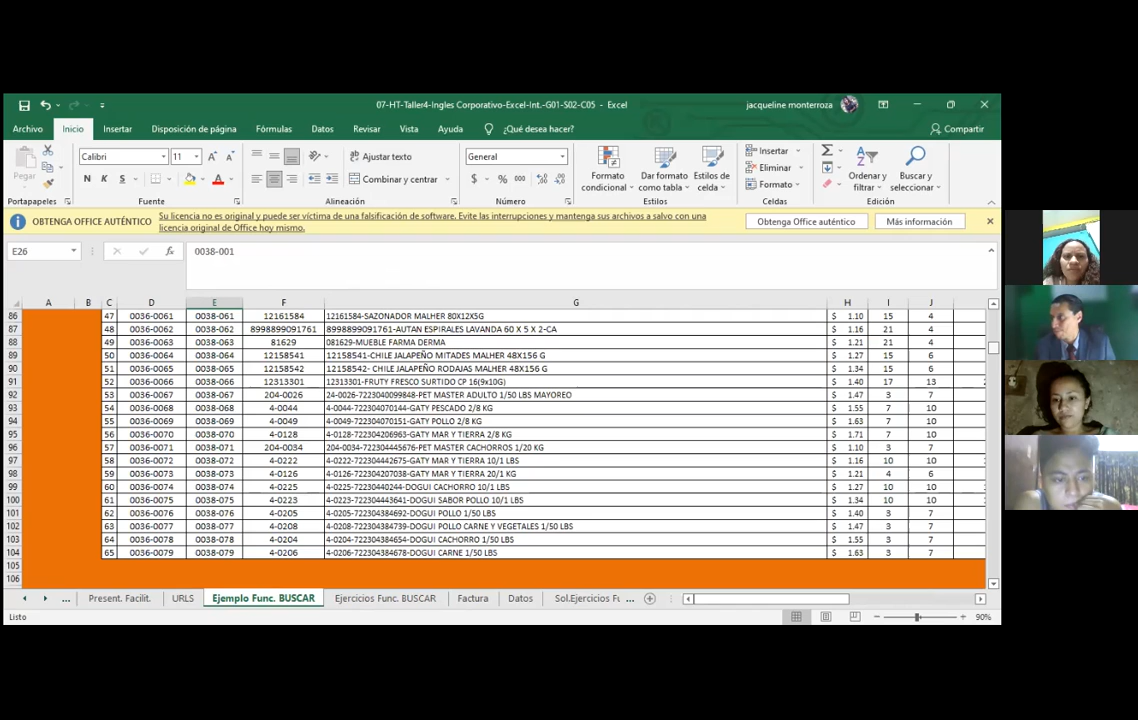 07-HT-Taller4-Ingles Corporativo-Excel-Int.-G01-S02-C05 - Excel
jacqueline monterroza
Archivo Inicio Insertar Disposición de página Fórmulas Datos Revisar Vista Ayuda ¿Qué desea hacer? Compartir
Pegar
Calibri 11
N K S
Ajustar texto
Combinar y centrar
General
$ % 000
Formato condicional
Dar formato como tabla
Estilos de celda
Insertar
Eliminar
Formato
Ordenar y filtrar
Buscar y seleccionar
Portapapeles Fuente Alineación Número Estilos Celdas Edición
OBTENGA OFFICE AUTÉNTICO Su licencia no es original y puede ser víctima de una falsificación de software. Evite las interrupciones y mantenga sus archivos a salvo con una licencia original de Office hoy mismo. Obtenga Office auténtico Más información
E26 fx 0038-001
A B C D E F G H I J
86 47 0036-0061 0038-061 12161584 12161584-SAZONADOR MALHER 80X12X5G $ 1.10 15 4
87 48 0036-0062 0038-062 8998899091761 8998899091761-AUTAN ESPIRALES LAVANDA 60 X 5 X 2-CA $ 1.16 21 4
88 49 0036-0063 0038-063 81629 081629-MUEBLE FARMA DERMA $ 1.21 21 4
89 50 0036-0064 0038-064 12158541 12158541-CHILE JALAPEÑO MITADES MALHER 48X156 G $ 1.27 15 6
90 51 0036-0065 0038-065 12158542 12158542- CHILE JALAPEÑO RODAJAS MALHER 48X156 G $ 1.34 15 6
91 52 0036-0066 0038-066 12313301 12313301-FRUTY FRESCO SURTIDO CP 16(9x10G) $ 1.40 17 13
92 53 0036-0067 0038-067 204-0026 24-0026-7223040099848-PET MASTER ADULTO 1/50 LBS MAYOREO $ 1.47 3 7
93 54 0036-0068 0038-068 4-0044 4-0044-722304070144-GATY PESCADO 2/8 KG $ 1.55 7 10
94 55 0036-0069 0038-069 4-0049 4-0049-722304070151-GATY POLLO 2/8 KG $ 1.63 7 10
95 56 0036-0070 0038-070 4-0128 4-0128-722304206963-GATY MAR Y TIERRA 2/8 KG $ 1.71 7 10
96 57 0036-0071 0038-071 204-0034 204-0034-722304445676-PET MASTER CACHORROS 1/20 KG $ 1.10 3 7
97 58 0036-0072 0038-072 4-0222 4-0222-722304442675-GATY MAR Y TIERRA 10/1 LBS $ 1.16 10 10
98 59 0036-0073 0038-073 4-0126 4-0126-722304207038-GATY MAR Y TIERRA 20/1 KG $ 1.21 4 6
99 60 0036-0074 0038-074 4-0225 4-0225-72230440244-DOGUI CACHORRO 10/1 LBS $ 1.27 10 10
100 61 0036-0075 0038-075 4-0223 4-0223-722304443641-DOGUI SABOR POLLO 10/1 LBS $ 1.34 10 10
101 62 0036-0076 0038-076 4-0205 4-0205-722304384692-DOGUI POLLO 1/50 LBS $ 1.40 3 7
102 63 0036-0077 0038-077 4-0208 4-0208-722304384739-DOGUI POLLO CARNE Y VEGETALES 1/50 LBS $ 1.47 3 7
103 64 0036-0078 0038-078 4-0204 4-0204-722304384654-DOGUI CACHORRO 1/50 LBS $ 1.55 3 7
104 65 0036-0079 0038-079 4-0206 4-0206-722304384678-DOGUI CARNE 1/50 LBS $ 1.63 3 7
105
106
... Present. Facilit. URLS Ejemplo Func. BUSCAR Ejercicios Func. BUSCAR Factura Datos Sol.Ejercicios Fu ...
Listo 90%